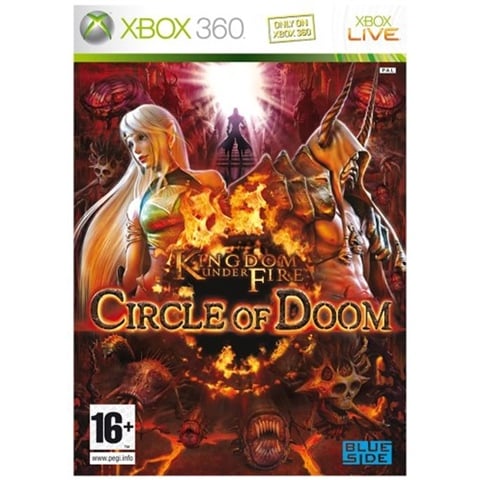 XBOX 360
ONLY ON
XBOX 360
XBOX
LIVE
PAL
KINGDOM
UNDER FIRE
CIRCLE OF DOOM
16+
www.pegi.info
BLUE
SIDE